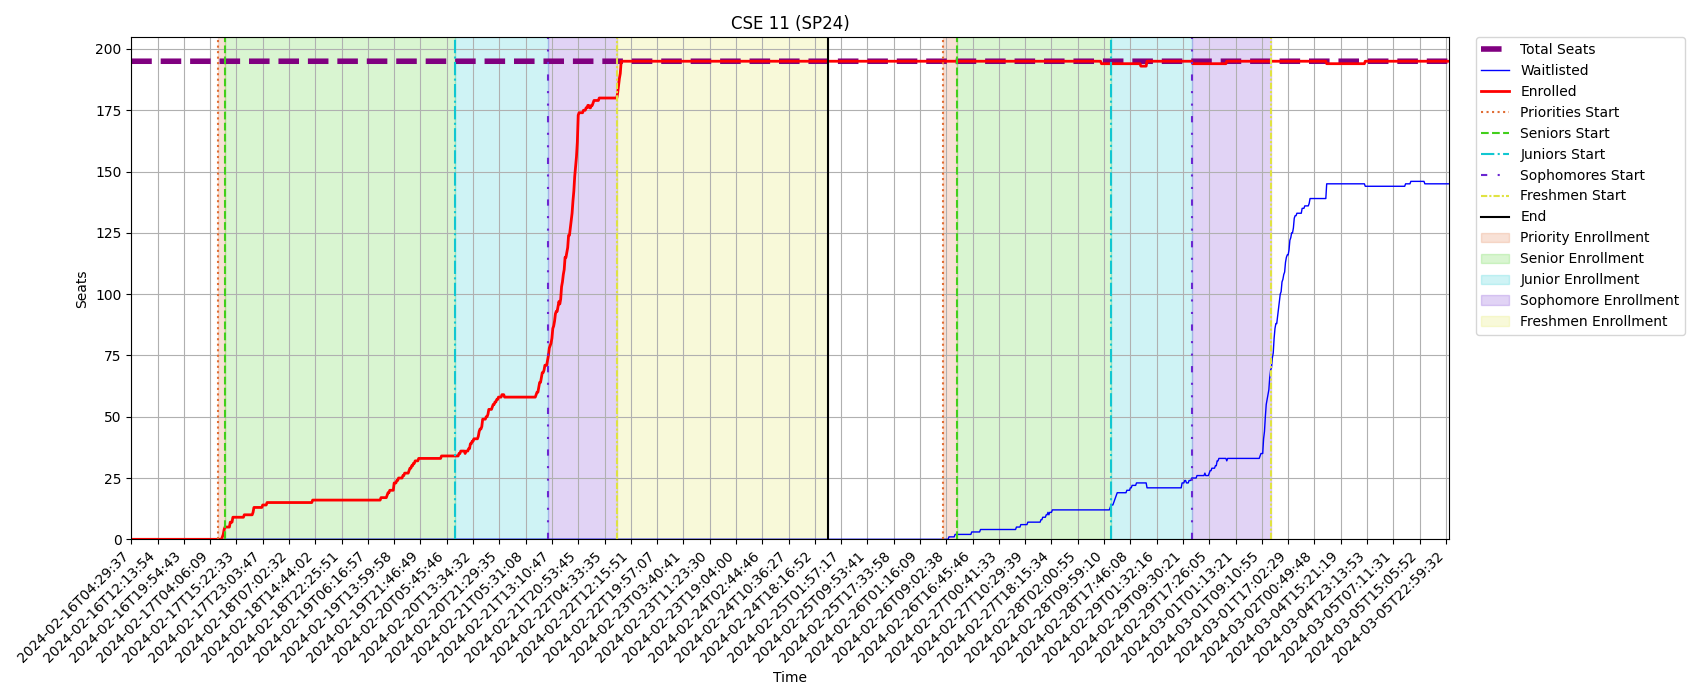 CSE 11 (SP24)
Seats
200
175
150
125
100
75
50
25
0
2024-02-16T04:29:37
2024-02-16T12:13:54
2024-02-16T19:54:43
2024-02-17T04:06:09
2024-02-17T15:22:33
2024-02-17T23:03:47
2024-02-18T07:02:32
2024-02-18T14:44:02
2024-02-18T22:25:51
2024-02-19T06:16:57
2024-02-19T13:59:58
2024-02-19T21:46:49
2024-02-20T05:45:46
2024-02-20T13:34:32
2024-02-20T21:29:35
2024-02-21T05:31:08
2024-02-21T13:10:47
2024-02-21T20:53:45
2024-02-22T04:33:35
2024-02-22T12:15:51
2024-02-22T19:57:07
2024-02-23T03:40:41
2024-02-23T11:23:30
2024-02-23T19:04:00
2024-02-24T02:44:46
2024-02-24T10:36:27
2024-02-24T18:16:52
2024-02-25T01:57:17
2024-02-25T09:53:41
2024-02-25T17:33:58
2024-02-26T01:16:09
2024-02-26T09:02:38
2024-02-26T16:45:46
2024-02-27T00:41:33
2024-02-27T10:29:39
2024-02-27T18:15:34
2024-02-28T02:00:55
2024-02-28T09:59:16
2024-02-28T17:46:08
2024-02-29T01:32:16
2024-02-29T09:30:21
2024-02-29T17:26:05
2024-03-01T01:13:21
2024-03-01T09:10:55
2024-03-01T17:02:29
2024-03-02T00:49:48
2024-03-04T15:21:19
2024-03-04T23:13:53
2024-03-05T07:11:31
2024-03-05T15:05:52
2024-03-05T22:59:32
Time
Total Seats
Waitlisted
Enrolled
Priorities Start
Seniors Start
Juniors Start
Sophomores Start
Freshmen Start
End
Priority Enrollment
Senior Enrollment
Junior Enrollment
Sophomore Enrollment
Freshmen Enrollment